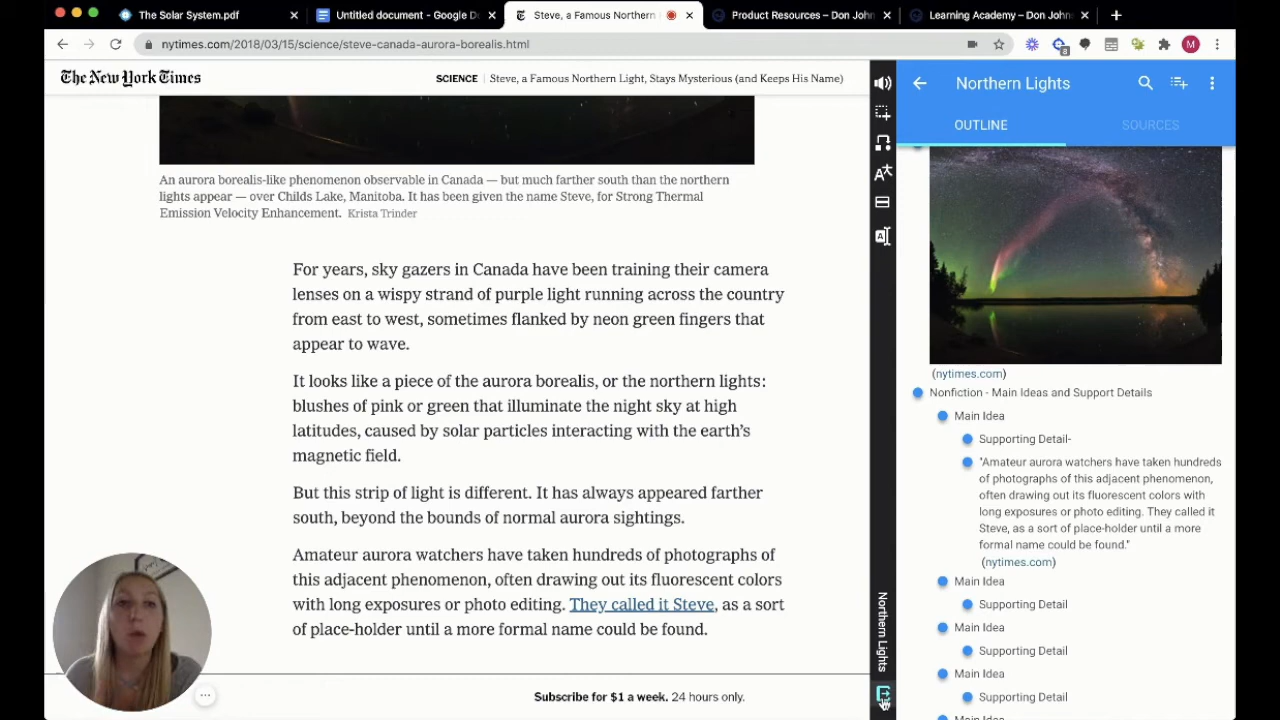 The Solar System.pdf
Untitled document - Google D
Steve, a Famous Northern
Product Resources – Don John
Learning Academy – Don John
nytimes.com/2018/03/15/science/steve-canada-aurora-borealis.html
8
M
The New York Times
SCIENCE
Steve, a Famous Northern Light, Stays Mysterious (and Keeps His Name)
An aurora borealis-like phenomenon observable in Canada — but much farther south than the northern
lights appear — over Childs Lake, Manitoba. It has been given the name Steve, for Strong Thermal
Emission Velocity Enhancement. Krista Trinder
For years, sky gazers in Canada have been training their camera
lenses on a wispy strand of purple light running across the country
from east to west, sometimes flanked by neon green fingers that
appear to wave.
It looks like a piece of the aurora borealis, or the northern lights:
blushes of pink or green that illuminate the night sky at high
latitudes, caused by solar particles interacting with the earth's
magnetic field.
But this strip of light is different. It has always appeared farther
south, beyond the bounds of normal aurora sightings.
Amateur aurora watchers have taken hundreds of photographs of
this adjacent phenomenon, often drawing out its fluorescent colors
with long exposures or photo editing. They called it Steve, as a sort
of place-holder until a more formal name could be found.
Subscribe for $1 a week. 24 hours only.
Northern Lights
Northern Lights
OUTLINE
SOURCES
(nytimes.com)
Nonfiction - Main Ideas and Support Details
Main Idea
Supporting Detail-
"Amateur aurora watchers have taken hundreds
of photographs of this adjacent phenomenon,
often drawing out its fluorescent colors with
long exposures or photo editing. They called it
Steve, as a sort of place-holder until a more
formal name could be found."
(nytimes.com)
Main Idea
Supporting Detail
Main Idea
Supporting Detail
Main Idea
Supporting Detail
Main Idea